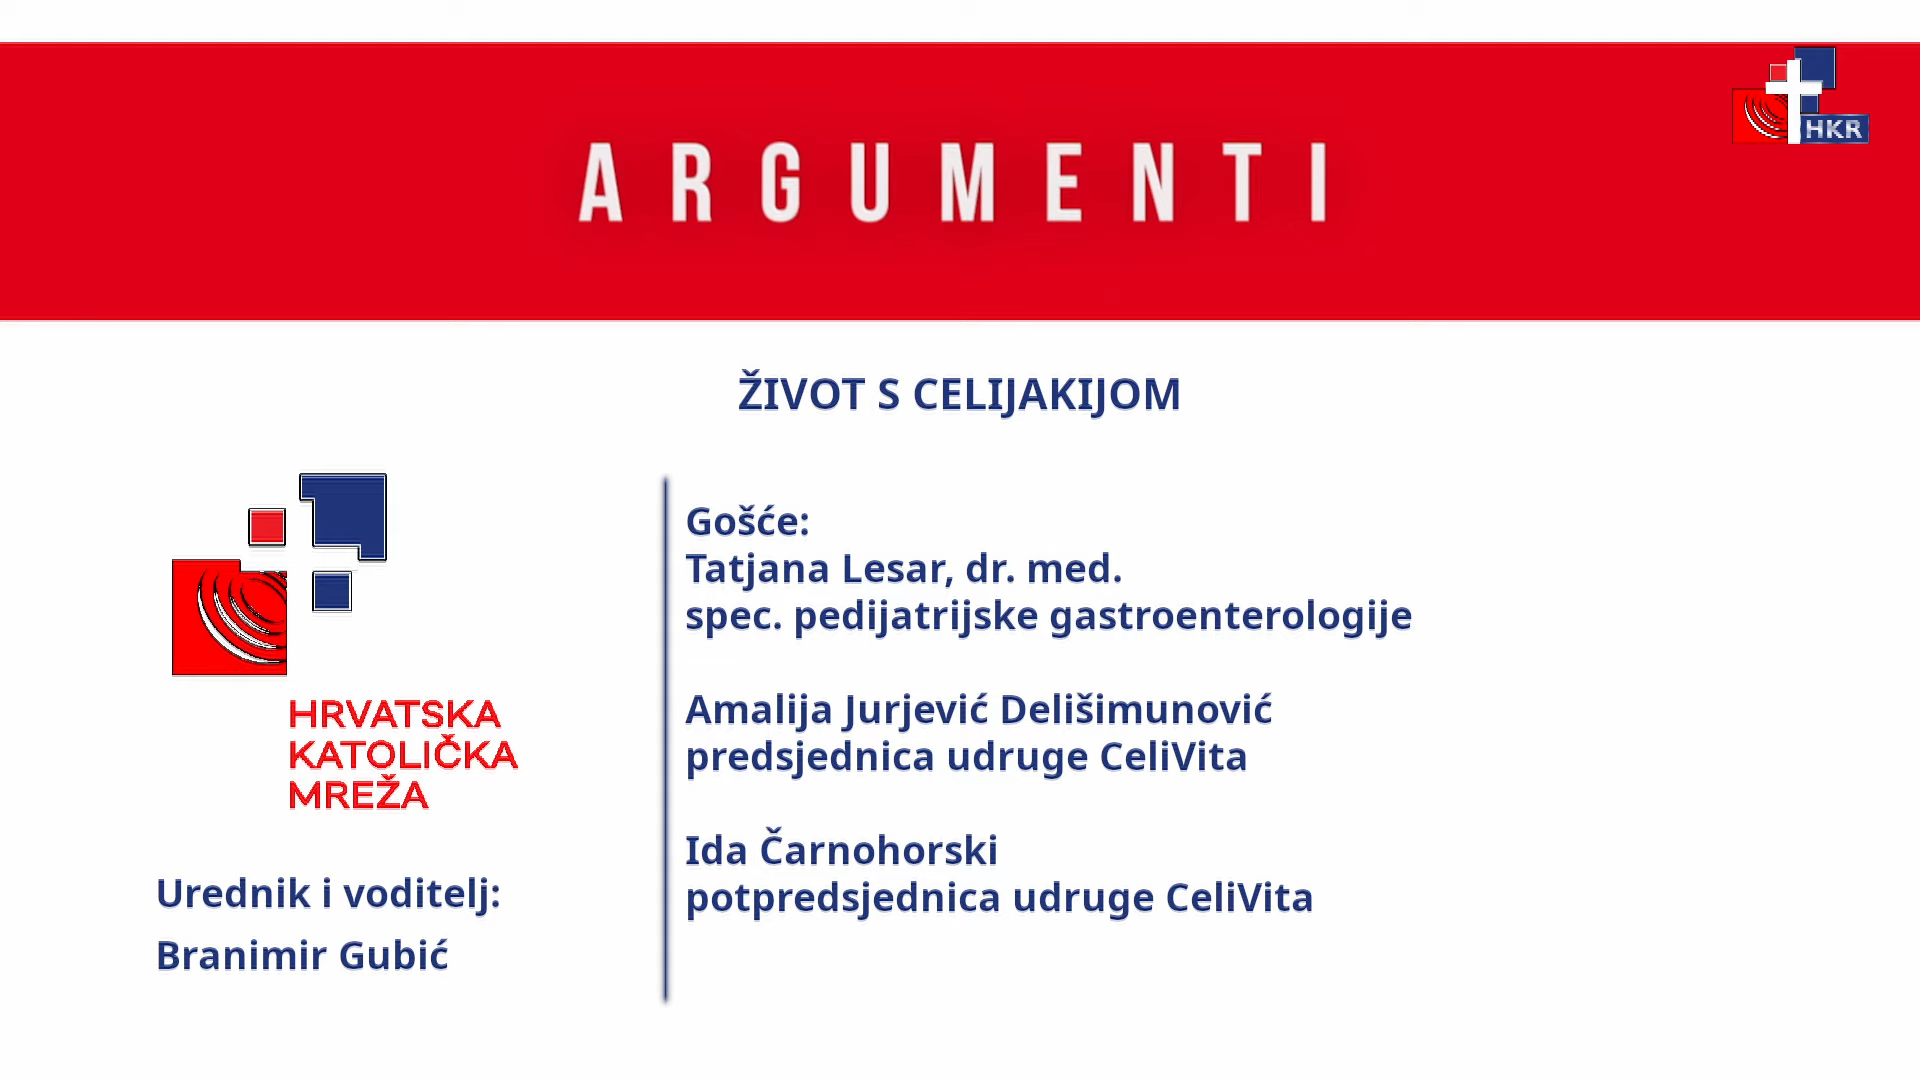 ARGUMENTI
HKR
ŽIVOT S CELIJAKIJOM
HRVATSKA
KATOLIČKA
MREŽA
Urednik i voditelj:
Branimir Gubić
Gošće:
Tatjana Lesar, dr. med.
spec. pedijatrijske gastroenterologije
Amalija Jurjević Delišimunović
predsjednica udruge CeliVita
Ida Čarnohorski
potpredsjednica udruge CeliVita